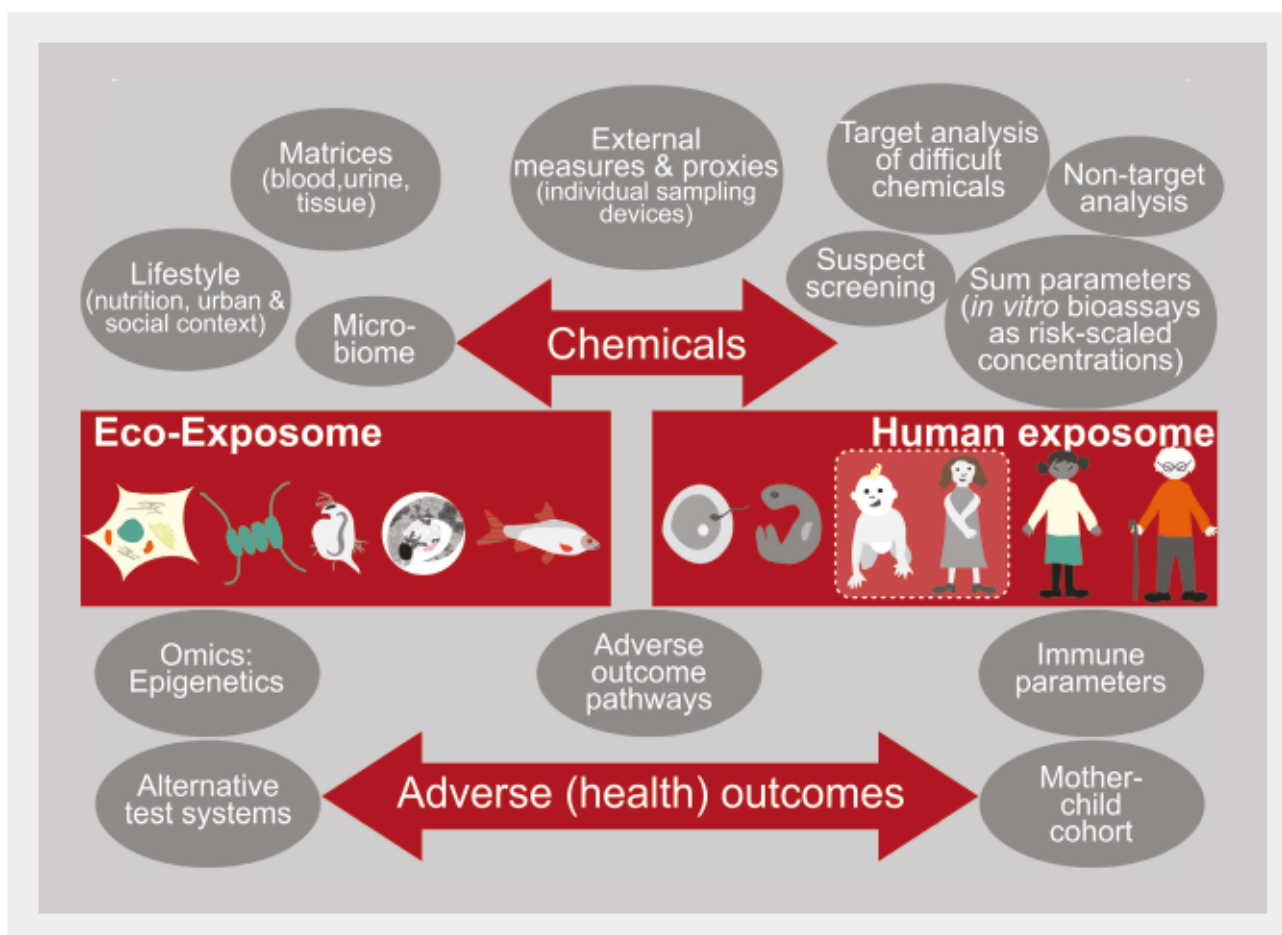 Matrices
(blood,urine,
tissue)
External
measures & proxies
(individual sampling
devices)
Target analysis
of difficult
chemicals
Non-target
analysis
Lifestyle
(nutrition, urban &
social context)
Micro-
biome
Suspect
screening
Sum parameters
(in vitro bioassays
as risk-scaled
concentrations)
Chemicals
Eco-Exposome
Human exposome
Omics:
Epigenetics
Adverse
outcome
pathways
Immune
parameters
Alternative
test systems
Adverse (health) outcomes
Mother-
child
cohort